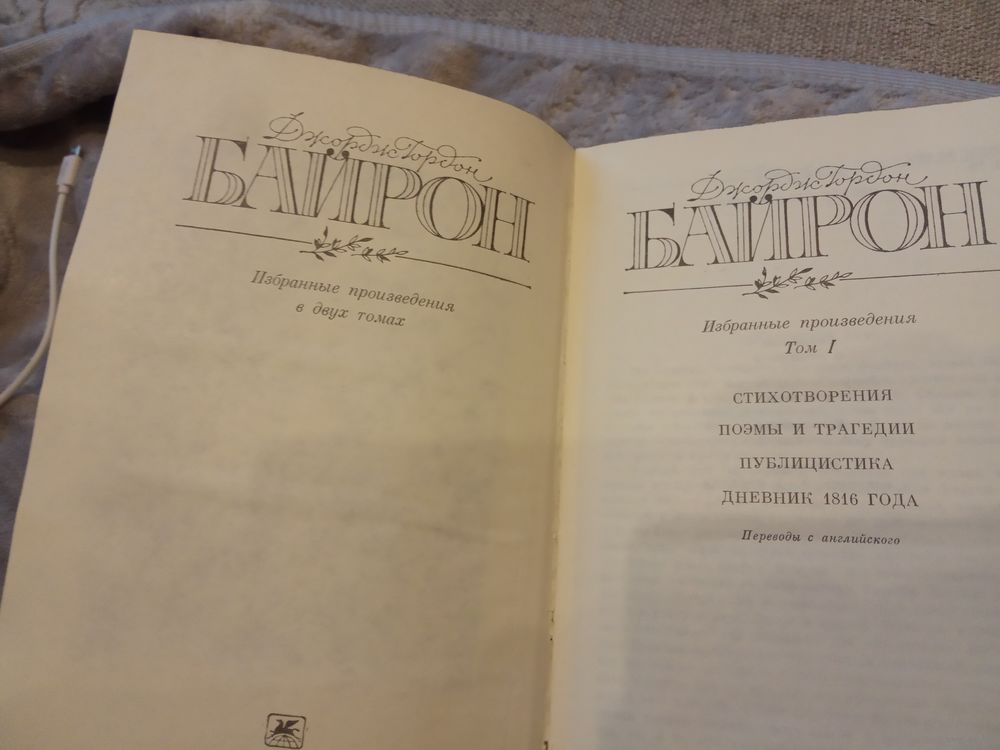 Джордж Гордон
БАЙРОН
Избранные произведения
в двух томах
Джордж Гордон
БАЙРОН
Избранные произведения
Том I
СТИХОТВОРЕНИЯ
ПОЭМЫ И ТРАГЕДИИ
ПУБЛИЦИСТИКА
ДНЕВНИК 1816 ГОДА
Переводы с английского